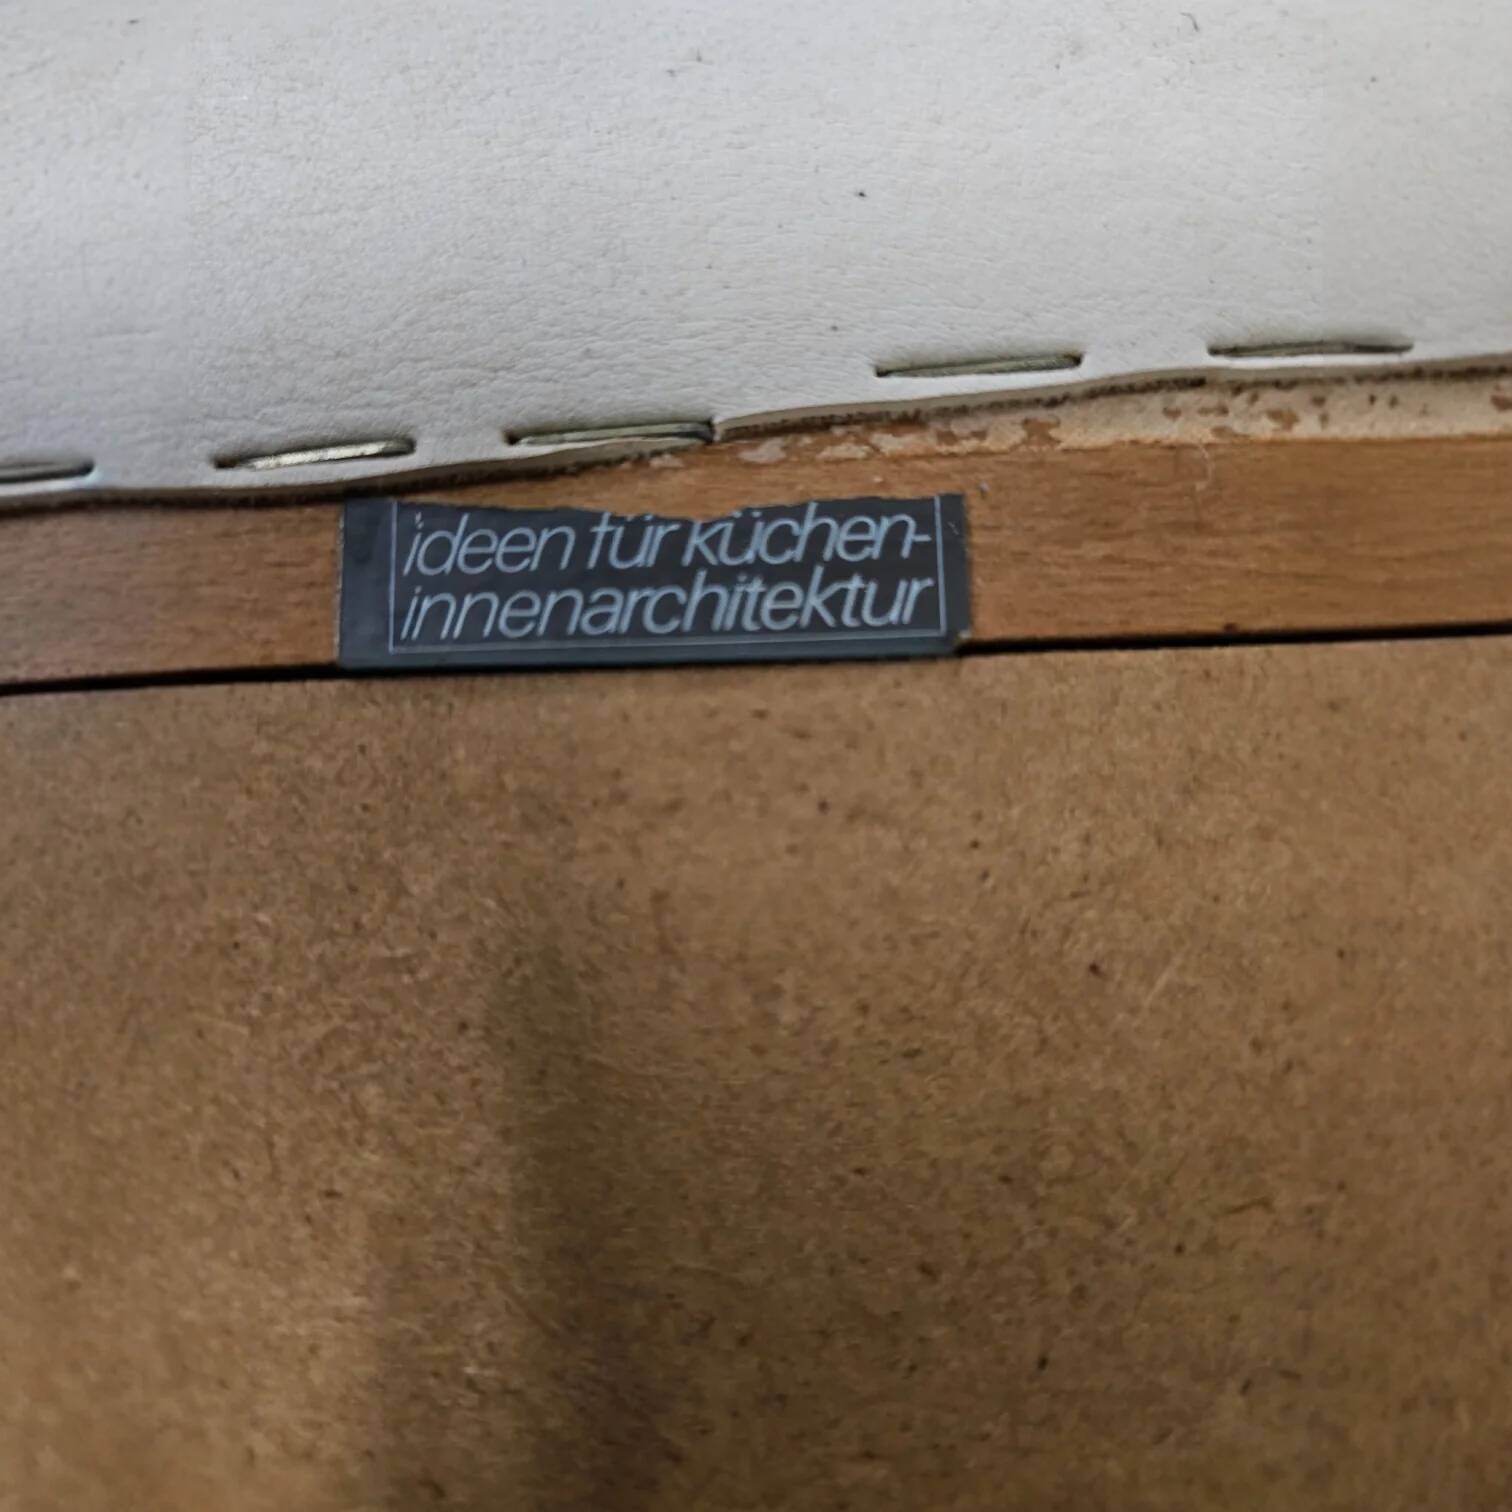 ideen für küchen-
innenarchitektur